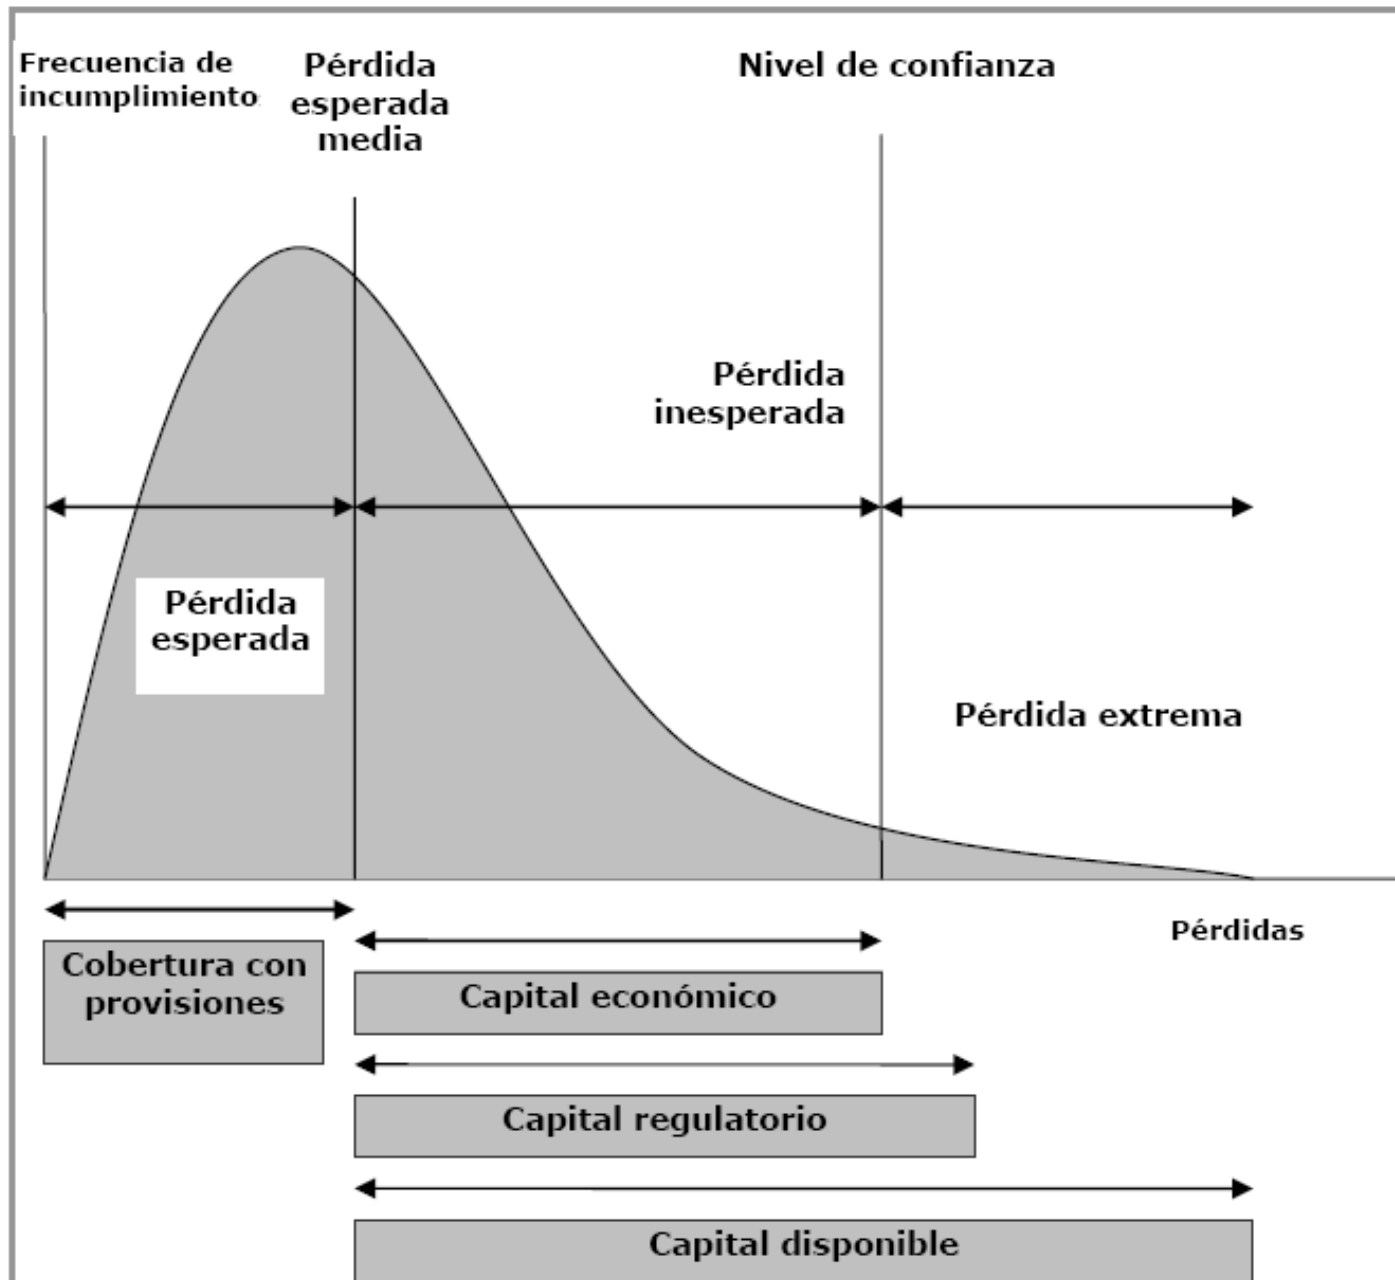 Frecuencia de
incumplimiento
Pérdida
esperada
media
Nivel de confianza
Pérdida
inesperada
Pérdida
esperada
Pérdida extrema
Pérdidas
Cobertura con
provisiones
Capital económico
Capital regulatorio
Capital disponible